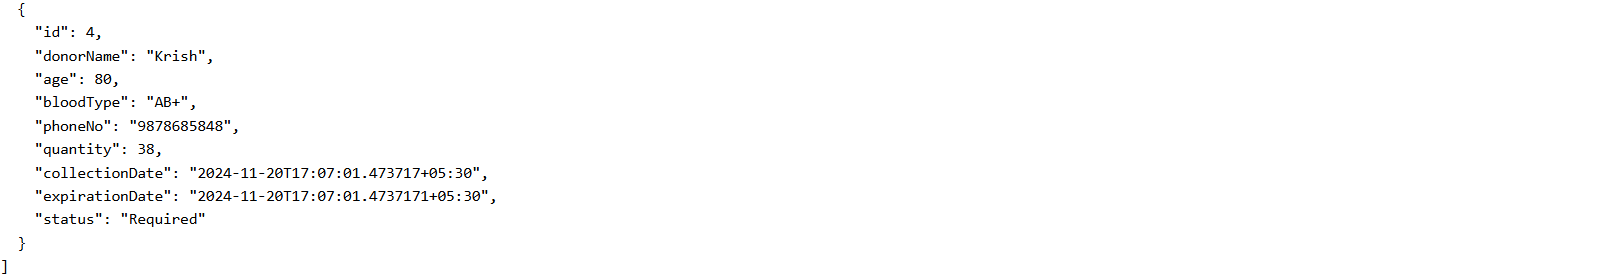 {
"id": 4,
"donorName": "Krish",
"age": 80,
"bloodType": "AB+",
"phoneNo": "9878685848",
"quantity": 38,
"collectionDate": "2024-11-20T17:07:01.473717+05:30",
"expirationDate": "2024-11-20T17:07:01.4737171+05:30",
"status": "Required"
}
]